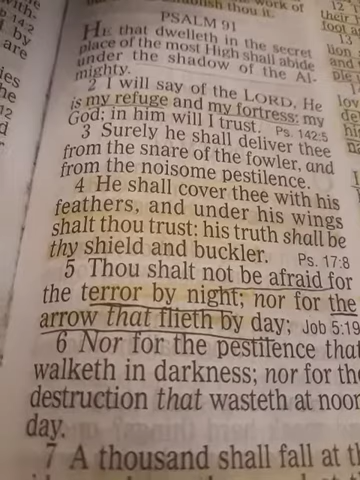 establish thou it.
work of
PSALM 91
HE that dwelleth in the secret
place of the most High shall abide
under the shadow of the Al-
mighty.
2 I will say of the LORD, He
is my refuge and my fortress: my
God; in him will I trust. Ps. 142:5
3 Surely he shall deliver thee
from the snare of the fowler, and
from the noisome pestilence.
4 He shall cover thee with his
feathers, and under his wings
shalt thou trust: his truth shall be
thy shield and buckler. Ps. 17:8
5 Thou shalt not be afraid for
the terror by night; nor for the
arrow that flieth by day; Job 5:19
6 Nor for the pestilence that
walketh in darkness; nor for the
destruction that wasteth at noon
day.
7 A thousand shall fall at th